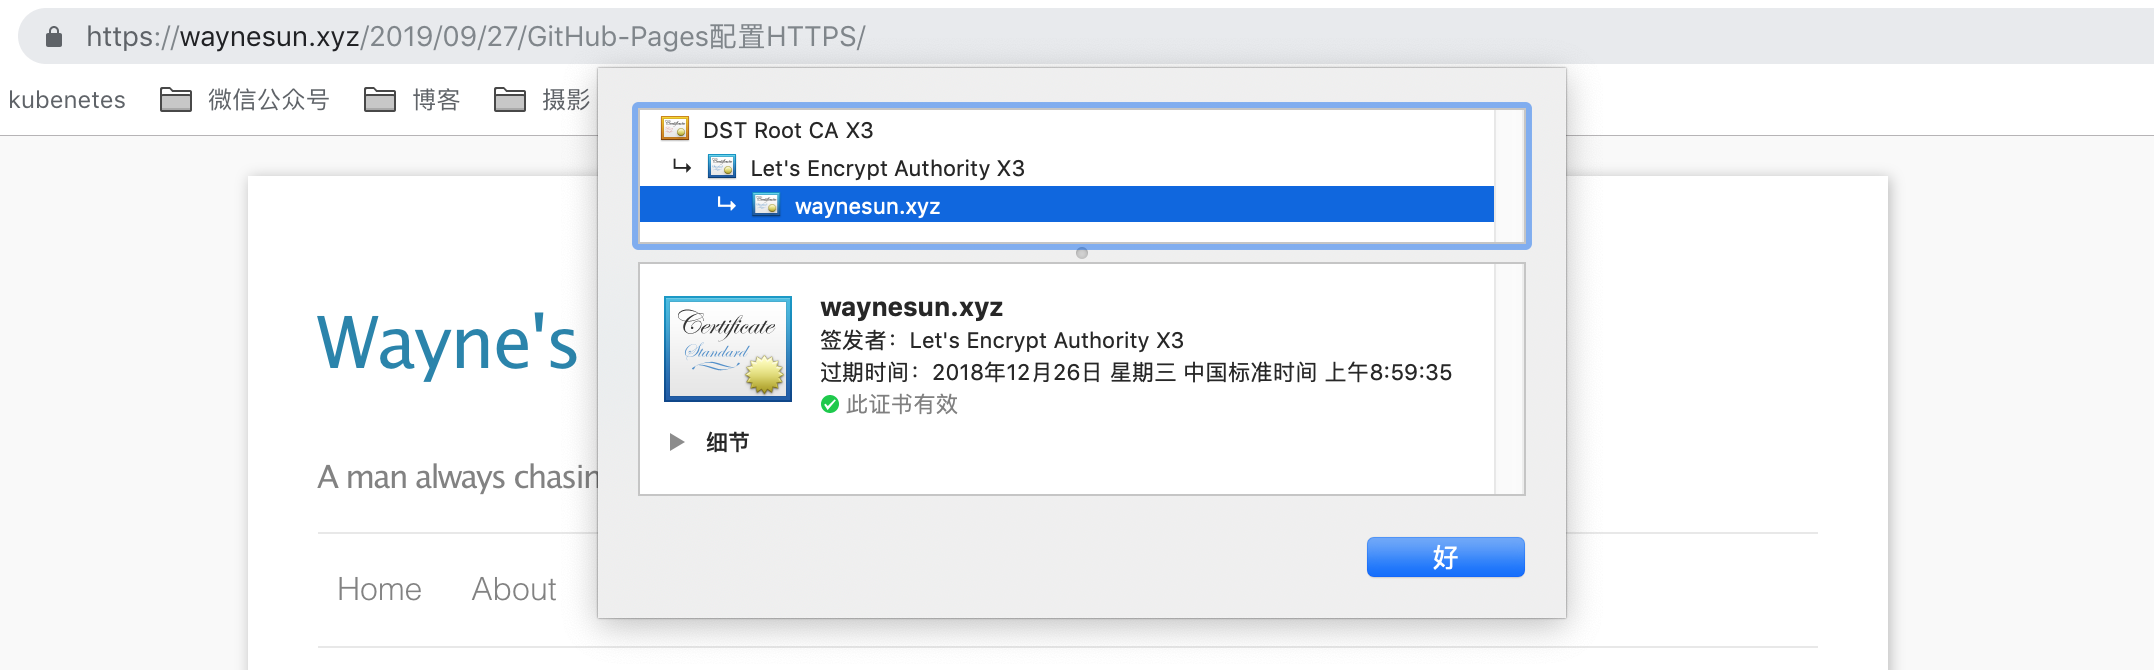 https://waynesun.xyz/2019/09/27/GitHub-Pages配置HTTPS/
kubenetes 微信公众号 博客 摄影
DST Root CA X3
Let's Encrypt Authority X3
waynesun.xyz
Certificate
Standard
waynesun.xyz
签发者：Let's Encrypt Authority X3
过期时间：2018年12月26日 星期三 中国标准时间 上午8:59:35
此证书有效
细节
好
Wayne's
A man always chasin
Home About